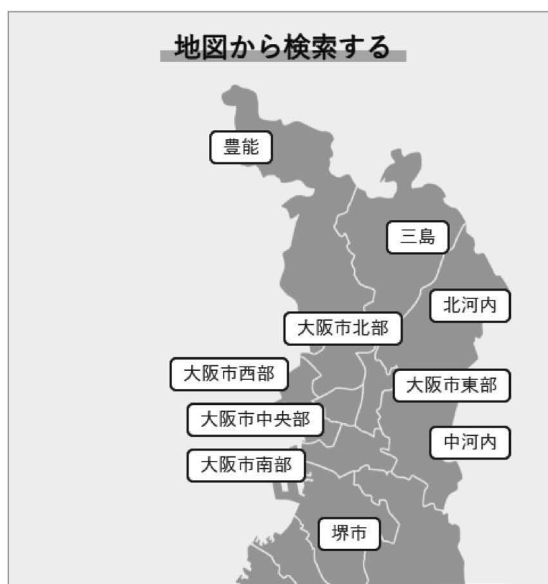 地図から検索する
豊能
三島
北河内
大阪市北部
大阪市西部
大阪市東部
大阪市中央部
中河内
大阪市南部
堺市